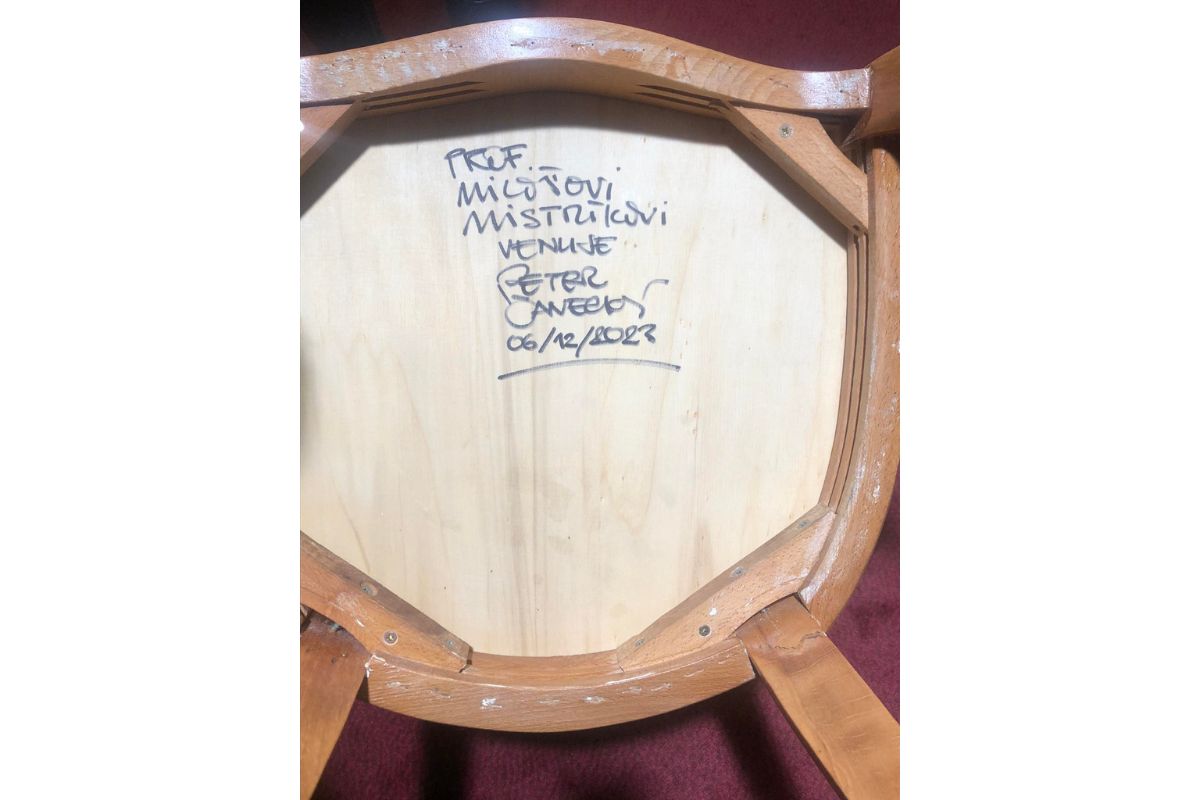 PROF.
MILOŠOVI
MISTRÍKOVI
VENUJE
PETER
ČANECKÝ
06/12/2023